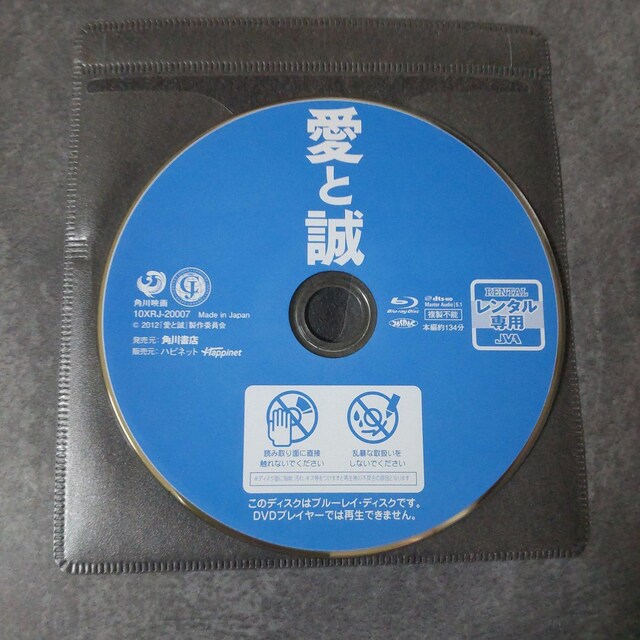 愛と誠
角川映画
10XRJ-20007 Made in Japan
© 2012「愛と誠」製作委員会
発売元: 角川書店
販売元: ハピネット Happinet
Blu-ray Disc
dts-HD
Master Audio 5.1
複製不能
本編約134分
RENTAL
レンタル
専用
JVA
読み取り面に直接
触れないでください
乱暴な取扱いを
しないでください
このディスクはブルーレイ・ディスクです。
DVDプレイヤーでは再生できません。